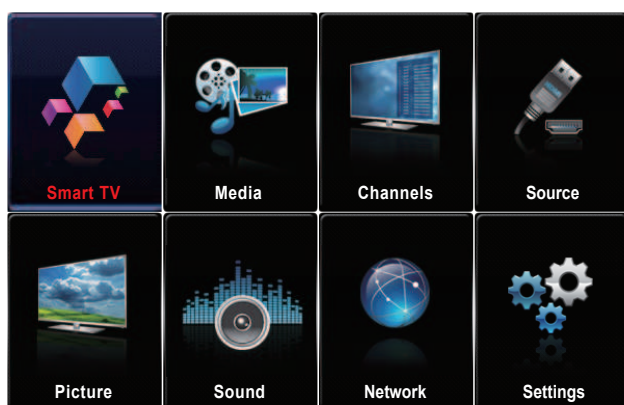 Smart TV
Media
Channels
Source
Picture
Sound
Network
Settings